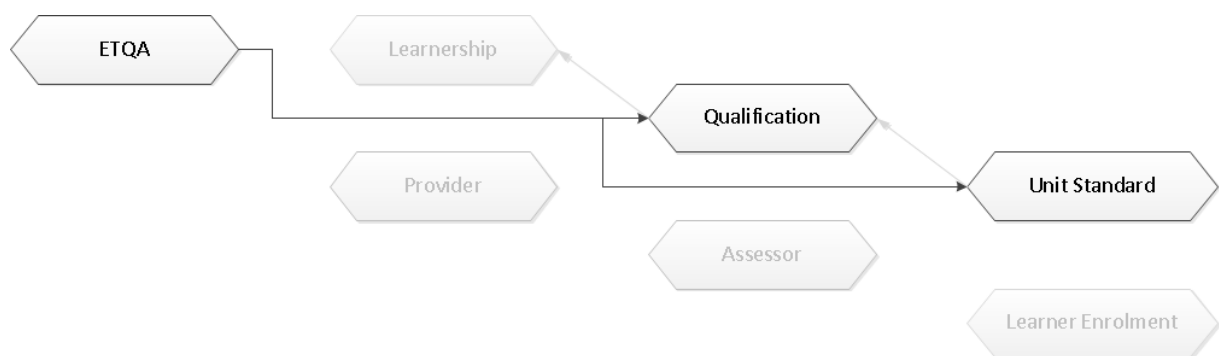 ETQA
Learnership
Qualification
Provider
Unit Standard
Assessor
Learner Enrolment